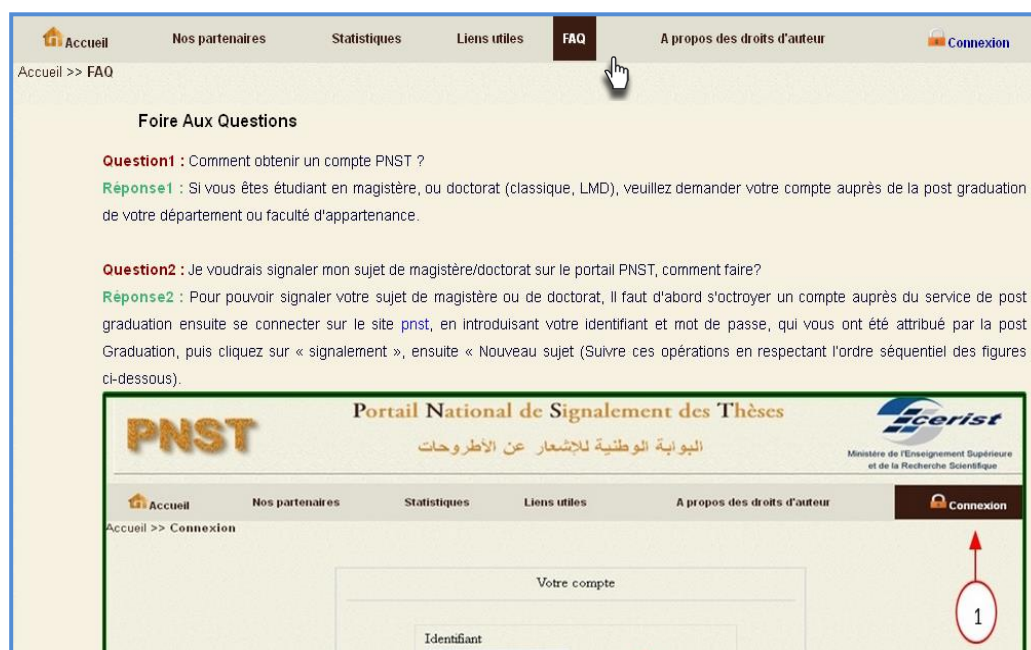 Accueil Nos partenaires Statistiques Liens utiles FAQ A propos des droits d'auteur Connexion
Accueil >> FAQ
Foire Aux Questions
Question1 : Comment obtenir un compte PNST ?
Réponse1 : Si vous êtes étudiant en magistère, ou doctorat (classique, LMD), veuillez demander votre compte auprès de la post graduation
de votre département ou faculté d'appartenance.
Question2 : Je voudrais signaler mon sujet de magistère/doctorat sur le portail PNST, comment faire?
Réponse2 : Pour pouvoir signaler votre sujet de magistère ou de doctorat, Il faut d'abord s'octroyer un compte auprès du service de post
graduation ensuite se connecter sur le site pnst, en introduisant votre identifiant et mot de passe, qui vous ont été attribué par la post
Graduation, puis cliquez sur « signalement », ensuite « Nouveau sujet (Suivre ces opérations en respectant l'ordre séquentiel des figures
ci-dessous).
PNST
Portail National de Signalement des Thèses
البوابة الوطنية للإشعار عن الأطروحات
cerist
Ministère de l'Enseignement Supérieure
et de la Recherche Scientifique
Accueil Nos partenaires Statistiques Liens utiles A propos des droits d'auteur Connexion
Accueil >> Connexion
Votre compte
1
Identifiant